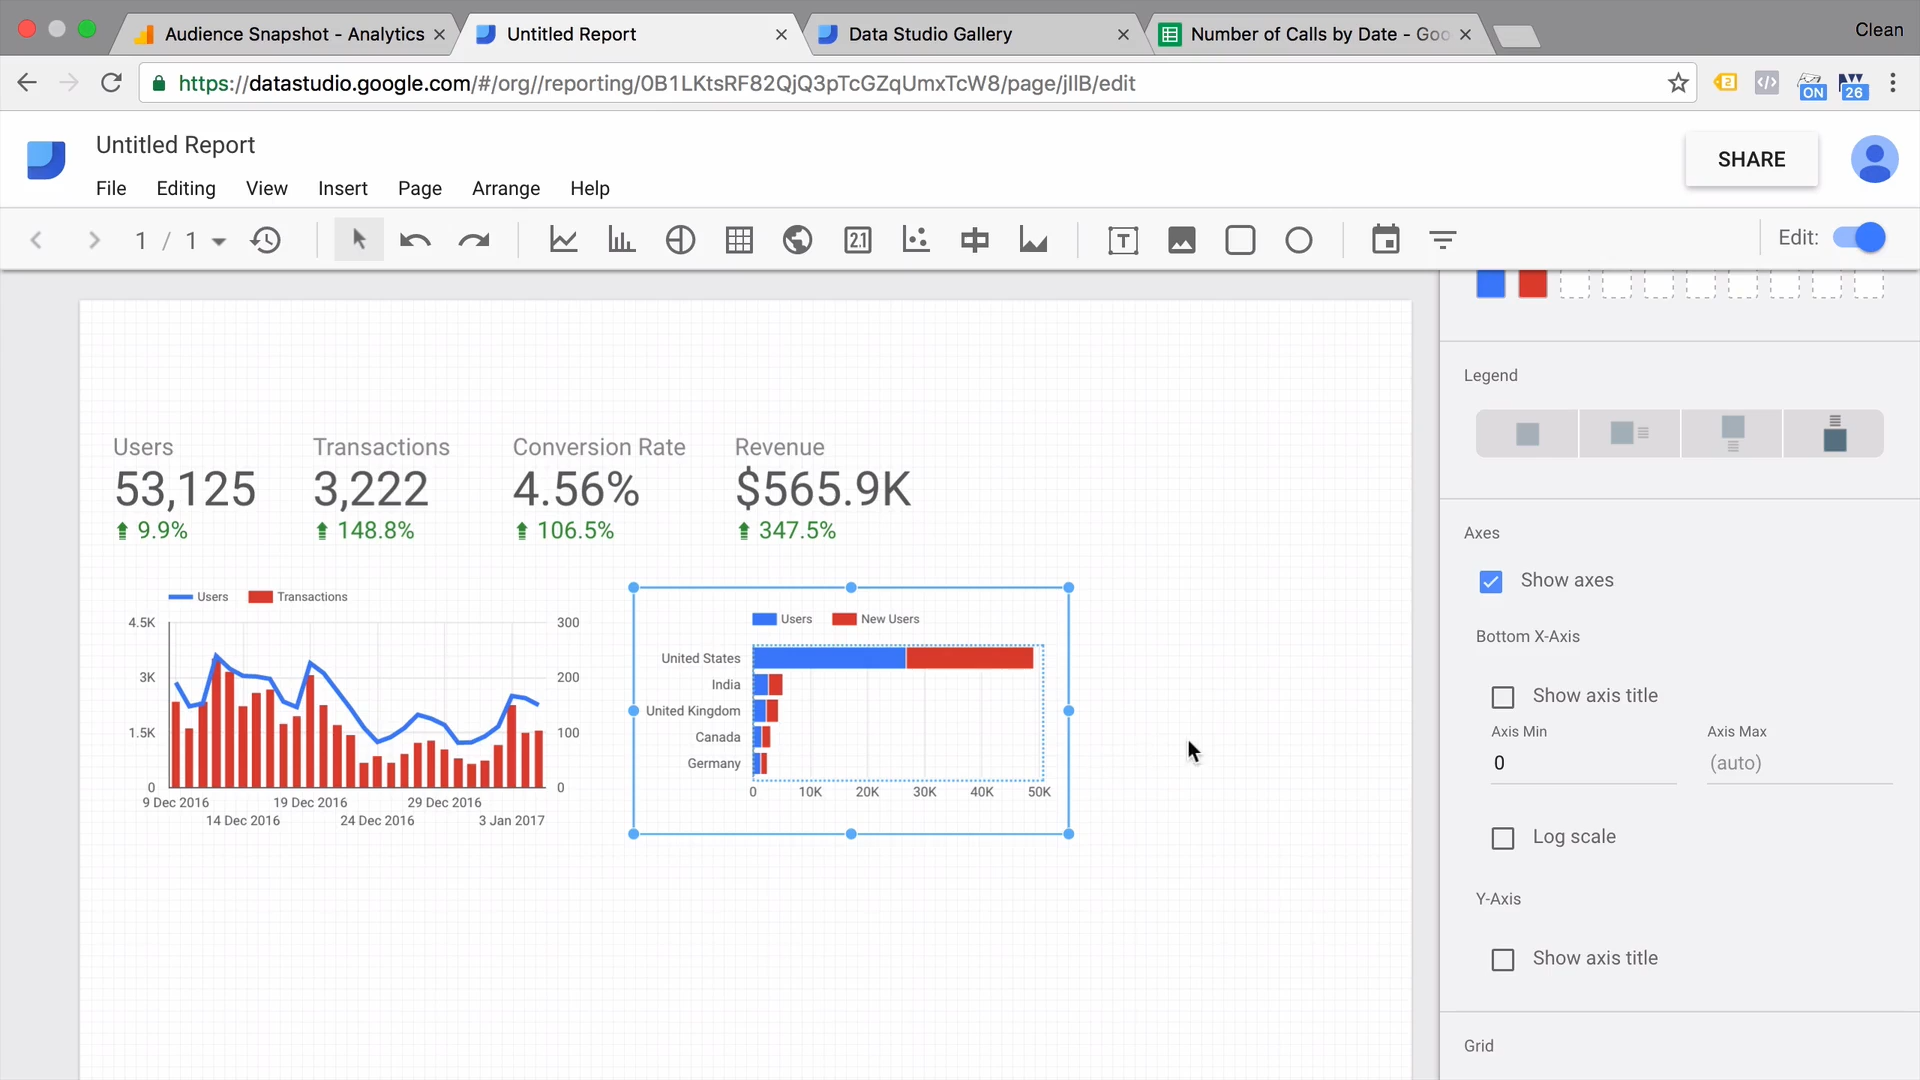 Audience Snapshot - Analytics
Untitled Report
Data Studio Gallery
Number of Calls by Date - Goo
Clean
https://datastudio.google.com/#/org//reporting/0B1LKtsRF82QjQ3pTcGZqUmxTcW8/page/jIlB/edit
2
ON
26
Untitled Report
SHARE
File Editing View Insert Page Arrange Help
1 / 1
2.1
T
Edit:
Legend
Users Transactions Conversion Rate Revenue
53,125 3,222 4.56% $565.9K
9.9% 148.8% 106.5% 347.5%
Users Transactions
4.5K
3K
1.5K
0
300
200
100
0
9 Dec 2016 19 Dec 2016 29 Dec 2016
14 Dec 2016 24 Dec 2016 3 Jan 2017
Users New Users
United States
India
United Kingdom
Canada
Germany
0 10K 20K 30K 40K 50K
Axes
Show axes
Bottom X-Axis
Show axis title
Axis Min Axis Max
0 (auto)
Log scale
Y-Axis
Show axis title
Grid